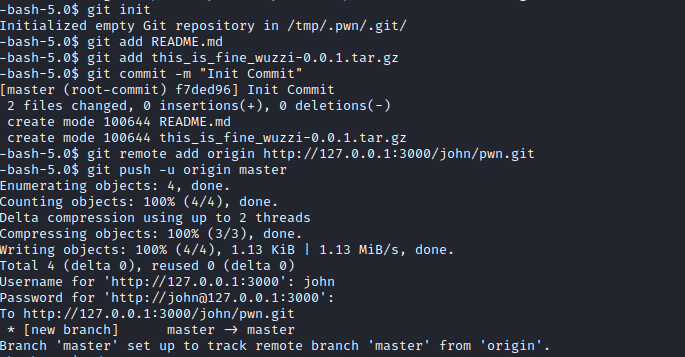 -bash-5.0$ git init
Initialized empty Git repository in /tmp/.pwn/.git/
-bash-5.0$ git add README.md
-bash-5.0$ git add this_is_fine_wuzzi-0.0.1.tar.gz
-bash-5.0$ git commit -m "Init Commit"
[master (root-commit) f7ded96] Init Commit
 2 files changed, 0 insertions(+), 0 deletions(-)
 create mode 100644 README.md
 create mode 100644 this_is_fine_wuzzi-0.0.1.tar.gz
-bash-5.0$ git remote add origin http://127.0.0.1:3000/john/pwn.git
-bash-5.0$ git push -u origin master
Enumerating objects: 4, done.
Counting objects: 100% (4/4), done.
Delta compression using up to 2 threads
Compressing objects: 100% (3/3), done.
Writing objects: 100% (4/4), 1.13 KiB | 1.13 MiB/s, done.
Total 4 (delta 0), reused 0 (delta 0)
Username for 'http://127.0.0.1:3000': john
Password for 'http://john@127.0.0.1:3000':
To http://127.0.0.1:3000/john/pwn.git
 * [new branch]      master -> master
Branch 'master' set up to track remote branch 'master' from 'origin'.